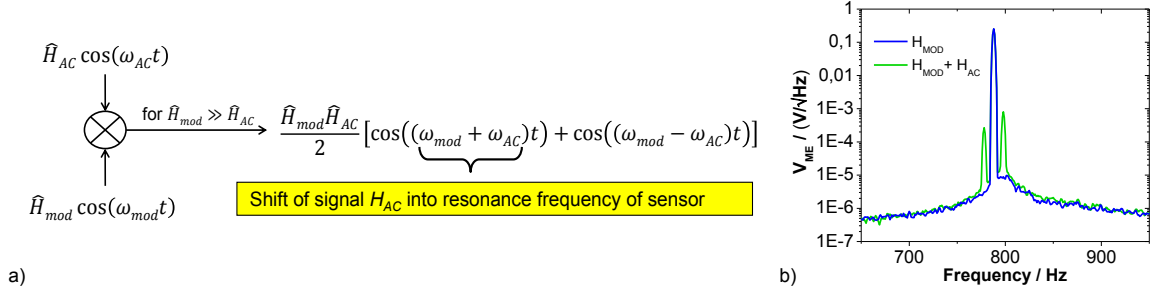 a)
Ĥ_AC cos(ω_AC t)
for Ĥ_mod ≫ Ĥ_AC
Ĥ_mod Ĥ_AC / 2 [cos((ω_mod + ω_AC)t) + cos((ω_mod − ω_AC)t)]
Ĥ_mod cos(ω_mod t)
Shift of signal H_AC into resonance frequency of sensor
b)
V_ME / (V/√Hz)
1
0,1
0,01
1E-3
1E-4
1E-5
1E-6
1E-7
H_MOD
H_MOD + H_AC
700 800 900
Frequency / Hz